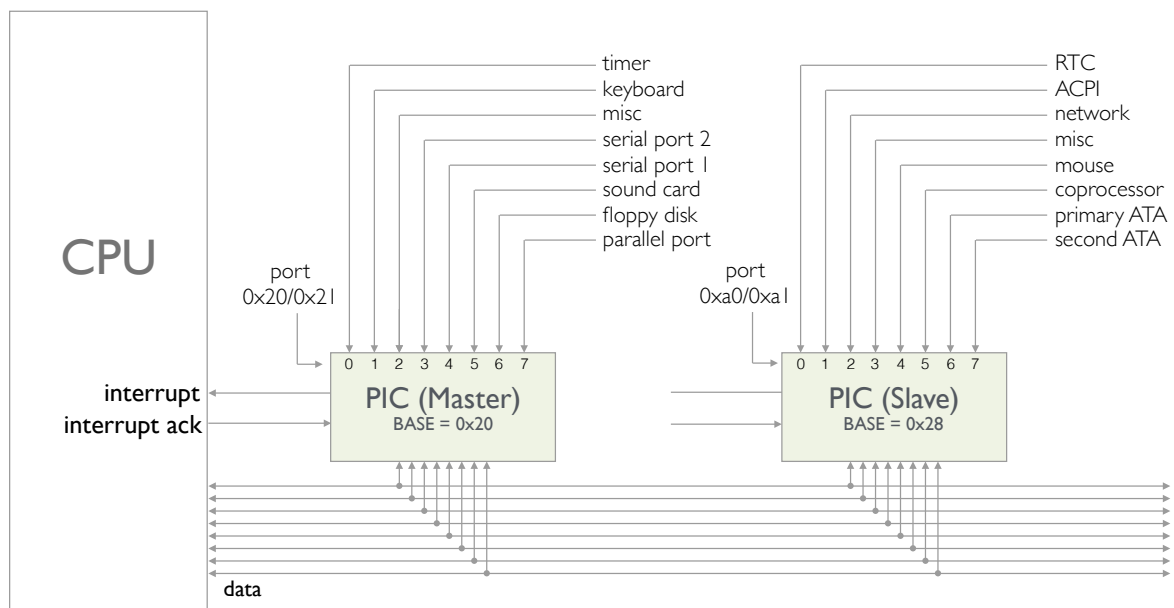 timer
keyboard
misc
serial port 2
serial port 1
sound card
floppy disk
parallel port
RTC
ACPI
network
misc
mouse
coprocessor
primary ATA
second ATA
CPU
port
0x20/0x21
port
0xa0/0xa1
0 1 2 3 4 5 6 7
PIC (Master)
BASE = 0x20
0 1 2 3 4 5 6 7
PIC (Slave)
BASE = 0x28
interrupt
interrupt ack
data